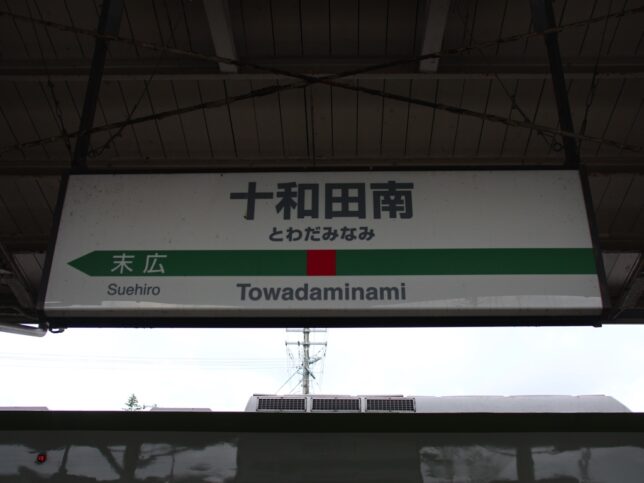 十和田南
とわだみなみ
末広
Suehiro
Towadaminami